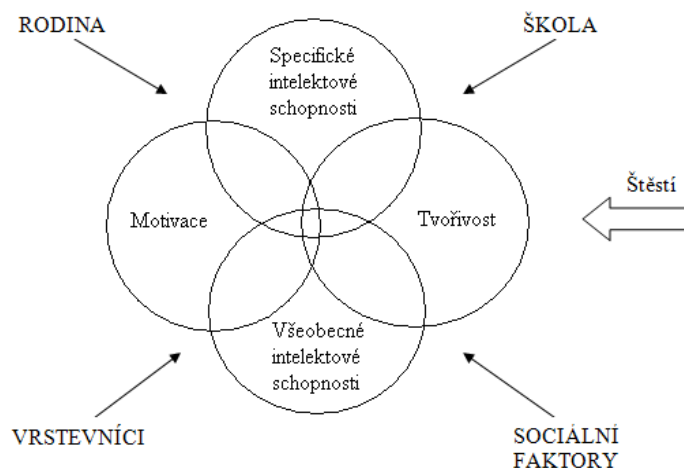 RODINA
ŠKOLA
Specifické
intelektové
schopnosti
Štěstí
Motivace
Tvořivost
Všeobecné
intelektové
schopnosti
VRSTEVNÍCI
SOCIÁLNÍ
FAKTORY